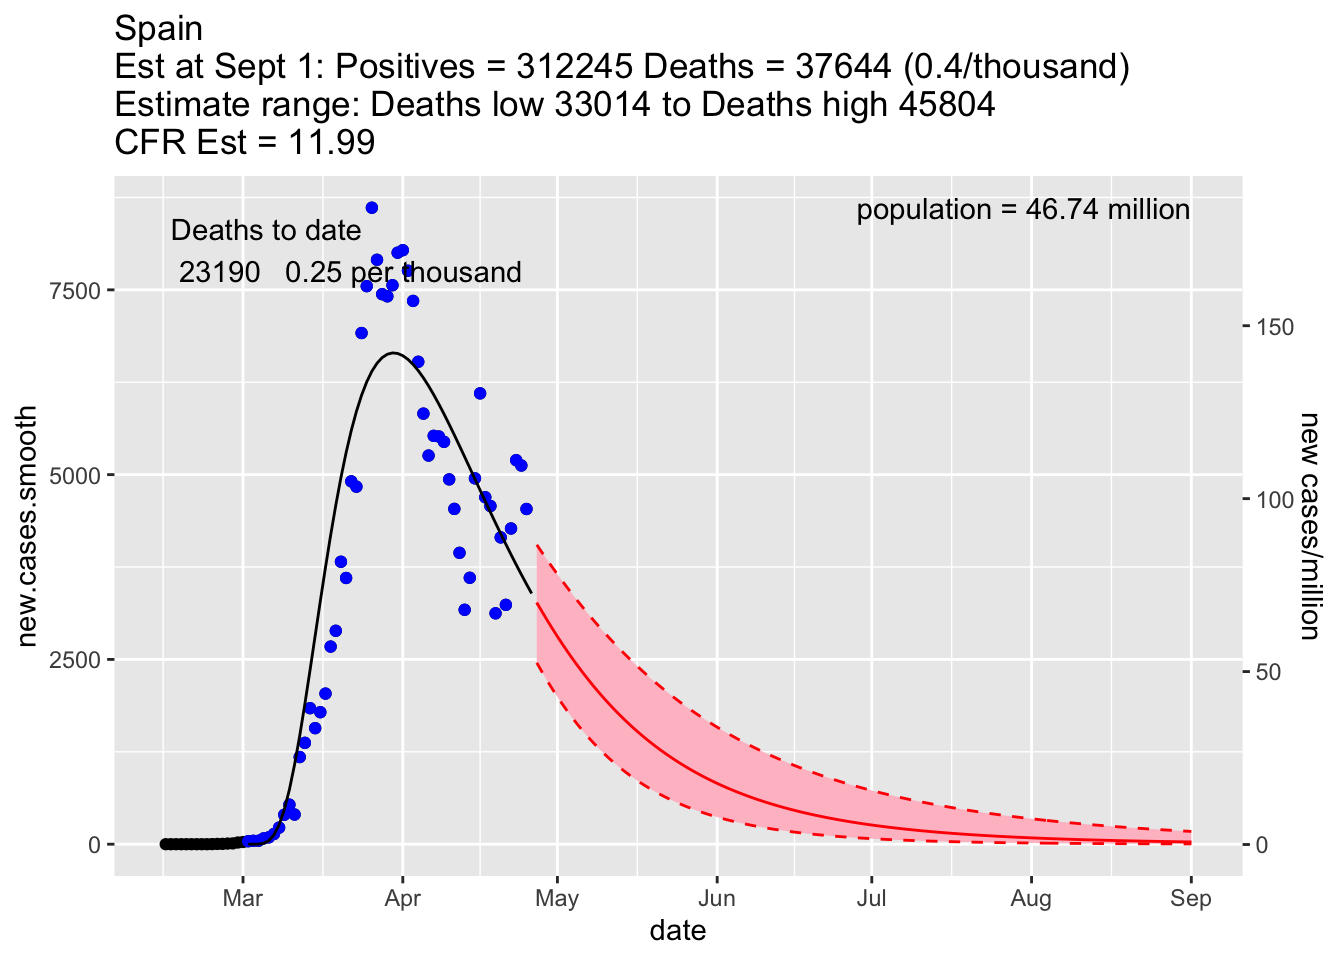 Spain
Est at Sept 1: Positives = 312245 Deaths = 37644 (0.4/thousand)
Estimate range: Deaths low 33014 to Deaths high 45804
CFR Est = 11.99
population = 46.74 million
Deaths to date
23190 0.25 per thousand
7500
5000
2500
0
new.cases.smooth
150
100
50
0
new cases/million
Mar Apr May Jun Jul Aug Sep
date